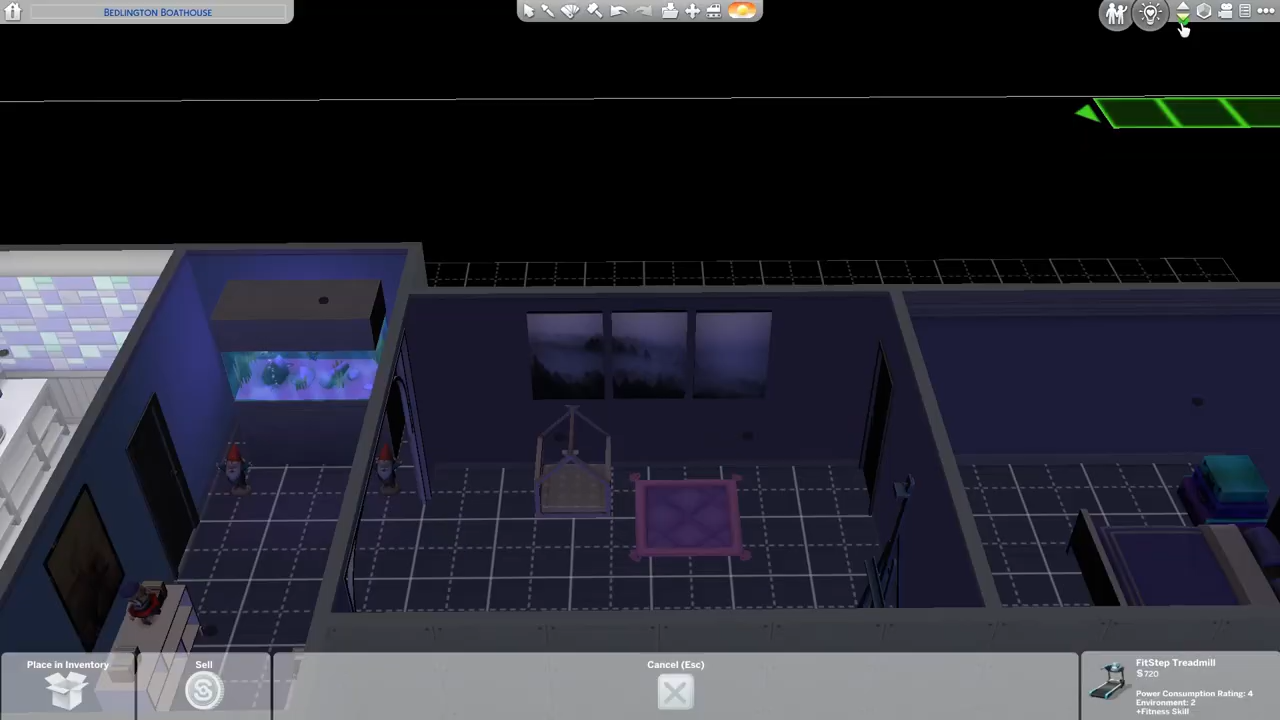 Bedlington Boathouse
Place in Inventory
Sell
Cancel (Esc)
FitStep Treadmill
§720
Power Consumption Rating: 4
Environment: 2
+Fitness Skill